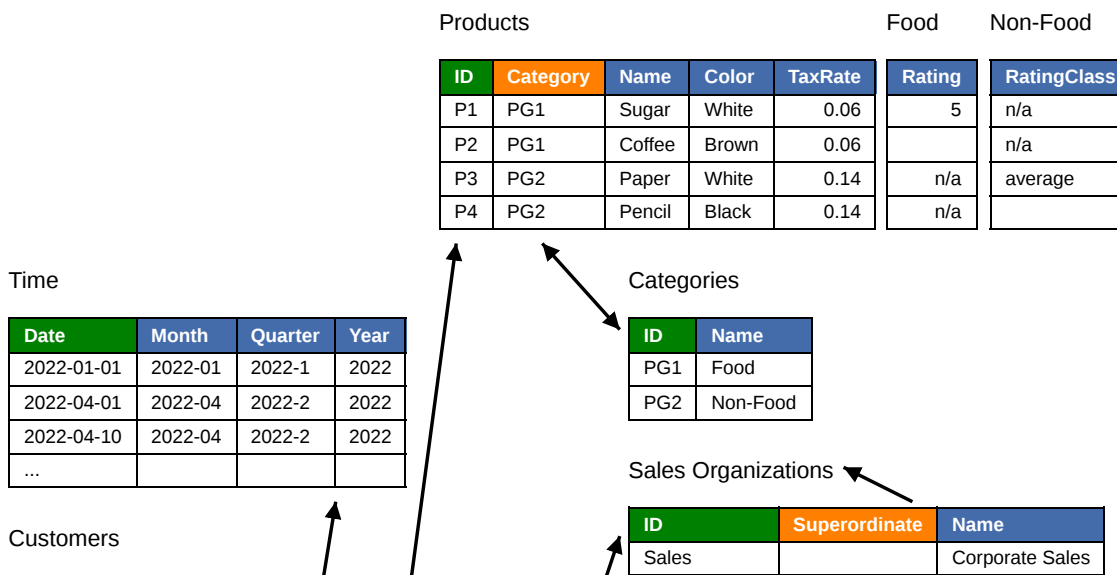 Products Food Non-Food
ID Category Name Color TaxRate Rating RatingClass
P1 PG1 Sugar White 0.06 5 n/a
P2 PG1 Coffee Brown 0.06 n/a
P3 PG2 Paper White 0.14 n/a average
P4 PG2 Pencil Black 0.14 n/a
Time
Date Month Quarter Year
2022-01-01 2022-01 2022-1 2022
2022-04-01 2022-04 2022-2 2022
2022-04-10 2022-04 2022-2 2022
...
Categories
ID Name
PG1 Food
PG2 Non-Food
Sales Organizations
ID Superordinate Name
Sales Corporate Sales
Customers